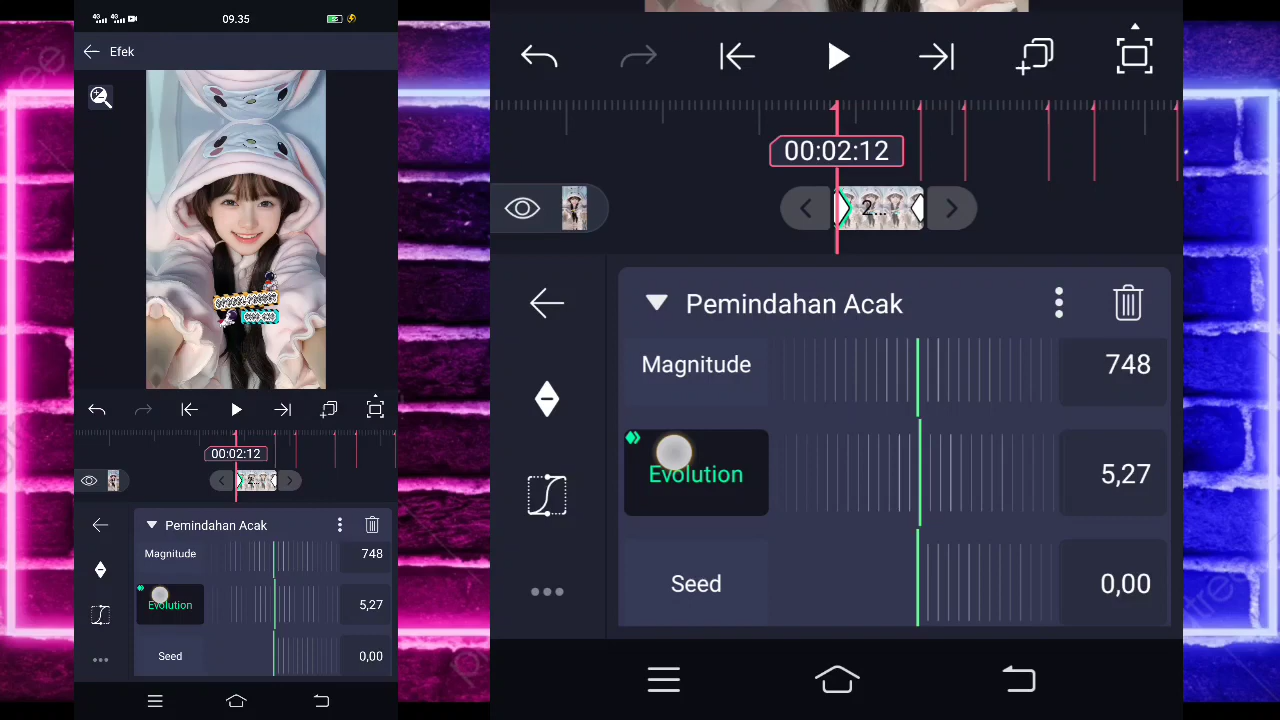 09.35
Efek
00:02:12
Pemindahan Acak
Magnitude
748
Evolution
5,27
Seed
0,00
00:02:12
2...
Pemindahan Acak
Magnitude
748
Evolution
5,27
Seed
0,00